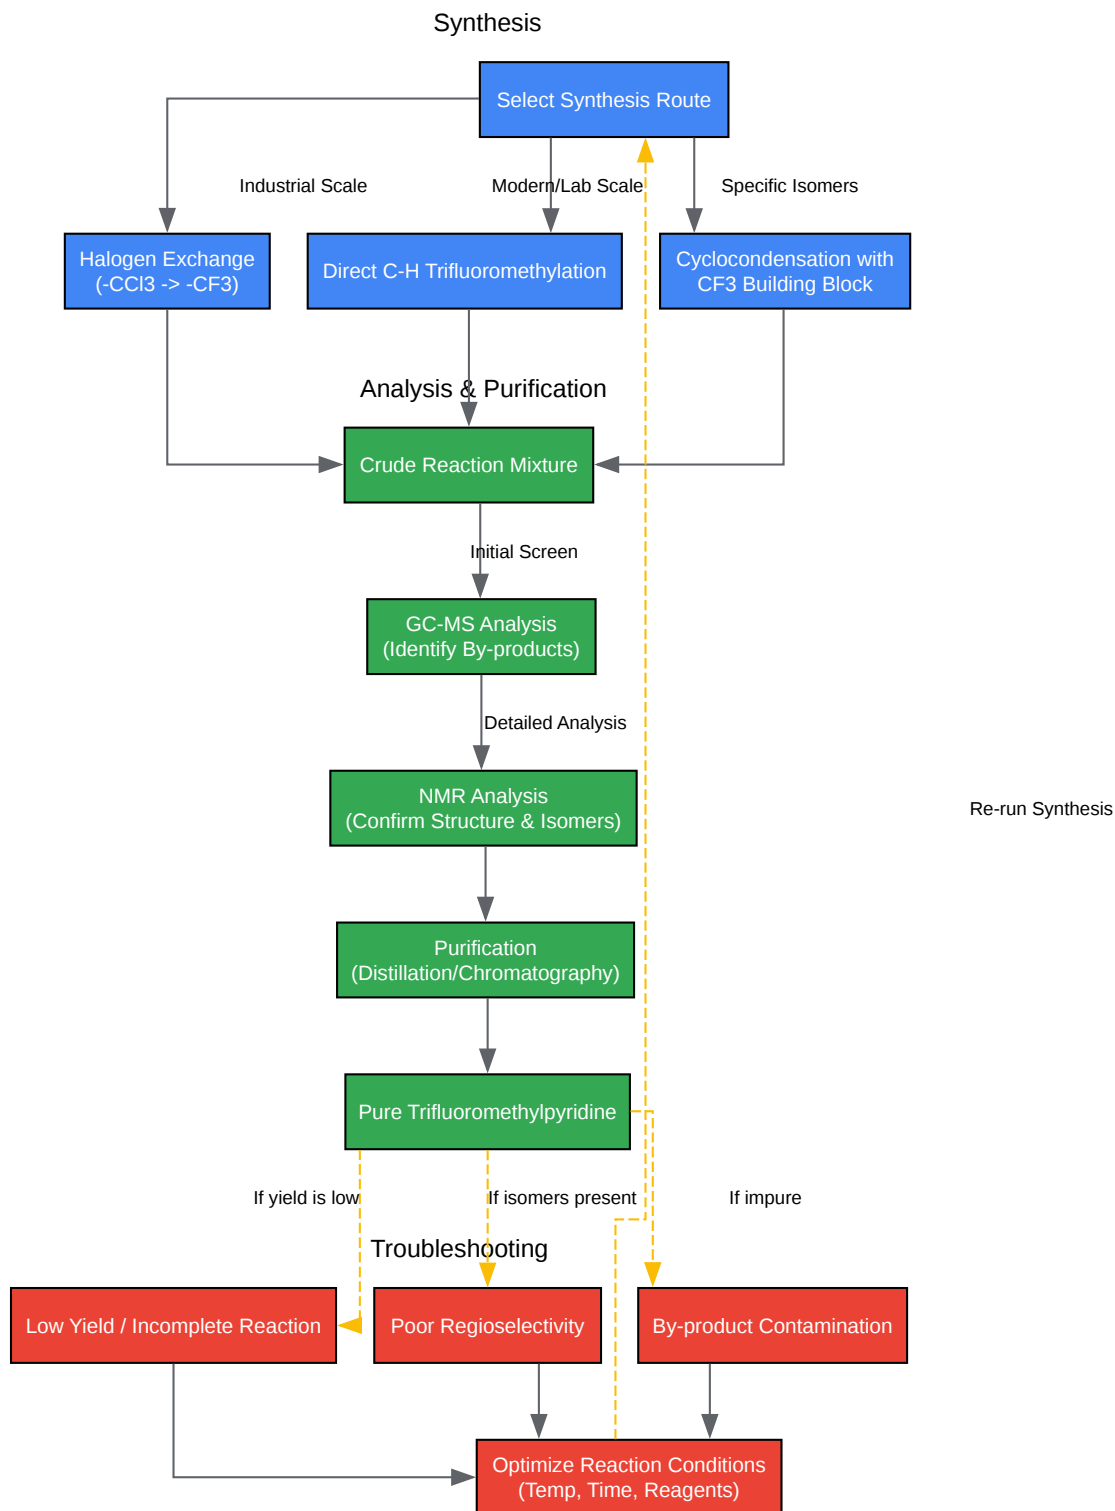 Synthesis
Select Synthesis Route
Industrial Scale
Modern/Lab Scale
Specific Isomers
Halogen Exchange
(-CCl3 -> -CF3)
Direct C-H Trifluoromethylation
Cyclocondensation with
CF3 Building Block
Analysis & Purification
Crude Reaction Mixture
Initial Screen
GC-MS Analysis
(Identify By-products)
Detailed Analysis
NMR Analysis
(Confirm Structure & Isomers)
Re-run Synthesis
Purification
(Distillation/Chromatography)
Pure Trifluoromethylpyridine
If yield is low
If isomers present
If impure
Troubleshooting
Low Yield / Incomplete Reaction
Poor Regioselectivity
By-product Contamination
Optimize Reaction Conditions
(Temp, Time, Reagents)